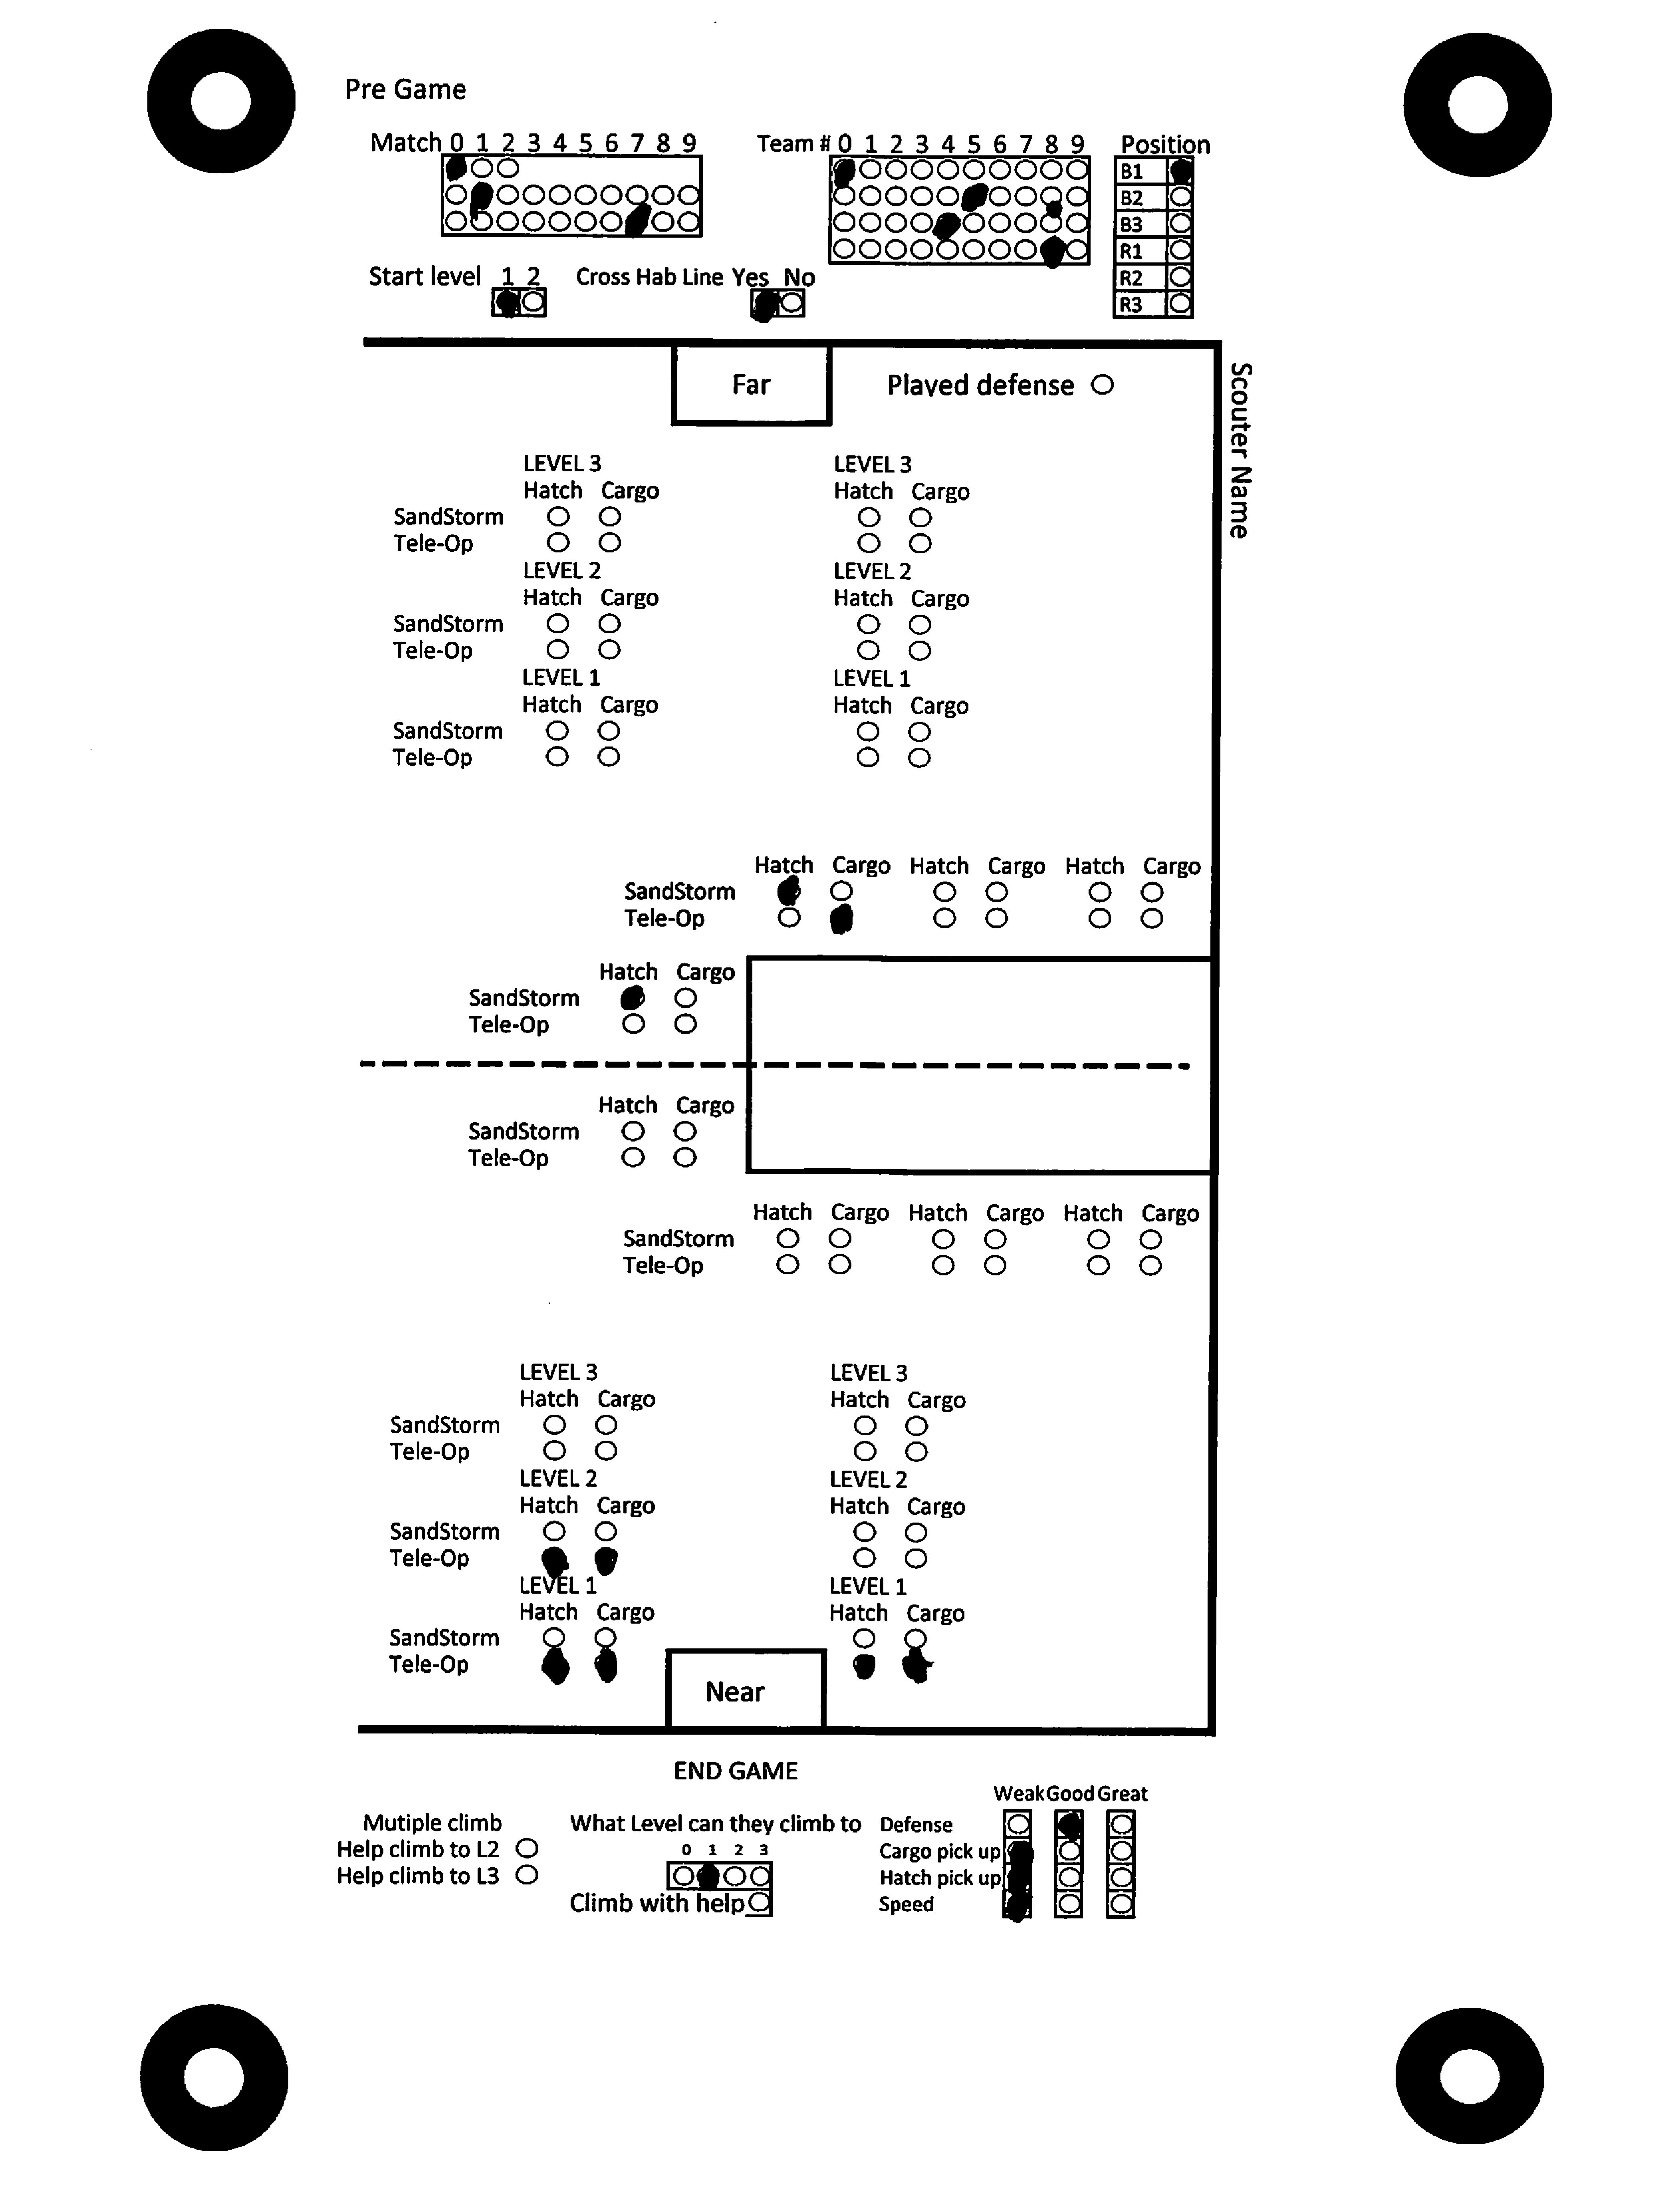 Pre Game
Match 0 1 2 3 4 5 6 7 8 9
Team # 0 1 2 3 4 5 6 7 8 9
Position
B1
B2
B3
R1
R2
R3
Start level 1 2
Cross Hab Line Yes No
Far
Played defense
Scouter Name
LEVEL 3 LEVEL 3
Hatch Cargo Hatch Cargo
SandStorm
Tele-Op
LEVEL 2 LEVEL 2
Hatch Cargo Hatch Cargo
SandStorm
Tele-Op
LEVEL 1 LEVEL 1
Hatch Cargo Hatch Cargo
SandStorm
Tele-Op
Hatch Cargo Hatch Cargo Hatch Cargo
SandStorm
Tele-Op
Hatch Cargo
SandStorm
Tele-Op
Hatch Cargo
SandStorm
Tele-Op
Hatch Cargo Hatch Cargo Hatch Cargo
SandStorm
Tele-Op
LEVEL 3 LEVEL 3
Hatch Cargo Hatch Cargo
SandStorm
Tele-Op
LEVEL 2 LEVEL 2
Hatch Cargo Hatch Cargo
SandStorm
Tele-Op
LEVEL 1 LEVEL 1
Hatch Cargo Hatch Cargo
SandStorm
Tele-Op
Near
END GAME
Mutiple climb
Help climb to L2
Help climb to L3
What Level can they climb to
0 1 2 3
Climb with help
Weak Good Great
Defense
Cargo pick up
Hatch pick up
Speed